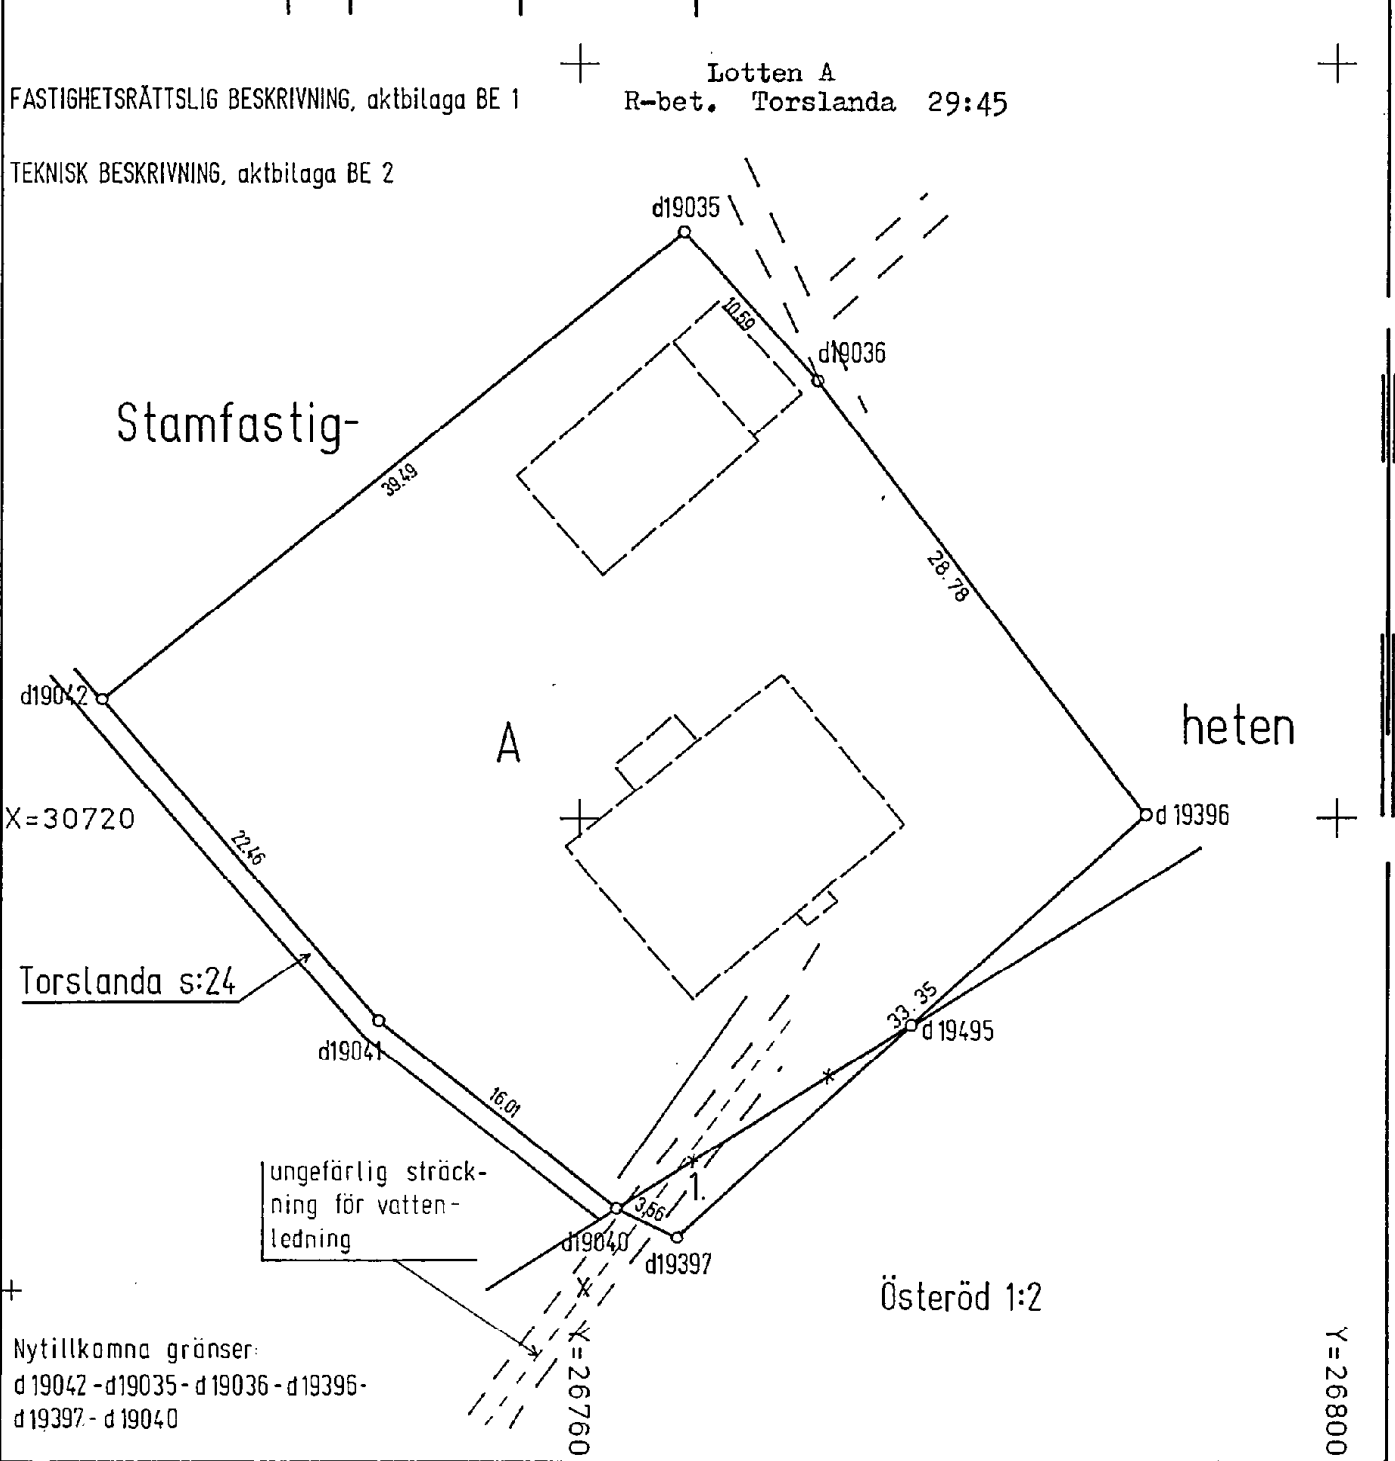 Lotten A
FASTIGHETSRÄTTSLIG BESKRIVNING, aktbilaga BE 1
R-bet. Torslanda 29:45
TEKNISK BESKRIVNING, aktbilaga BE 2
d19035
10.59
d19036
Stamfastig-
39.49
28.78
d19042
heten
A
X=30720
d 19396
22.46
Torslanda s:24
33.35
d 19495
d19041
16.01
ungefärlig sträck-
ning för vatten-
ledning
1.
3,56
d19040
d19397
Österöd 1:2
Nytillkomna gränser:
d 19042 -d19035- d 19036 -d19396-
d 19397- d 19040
Y=26760
Y=26800